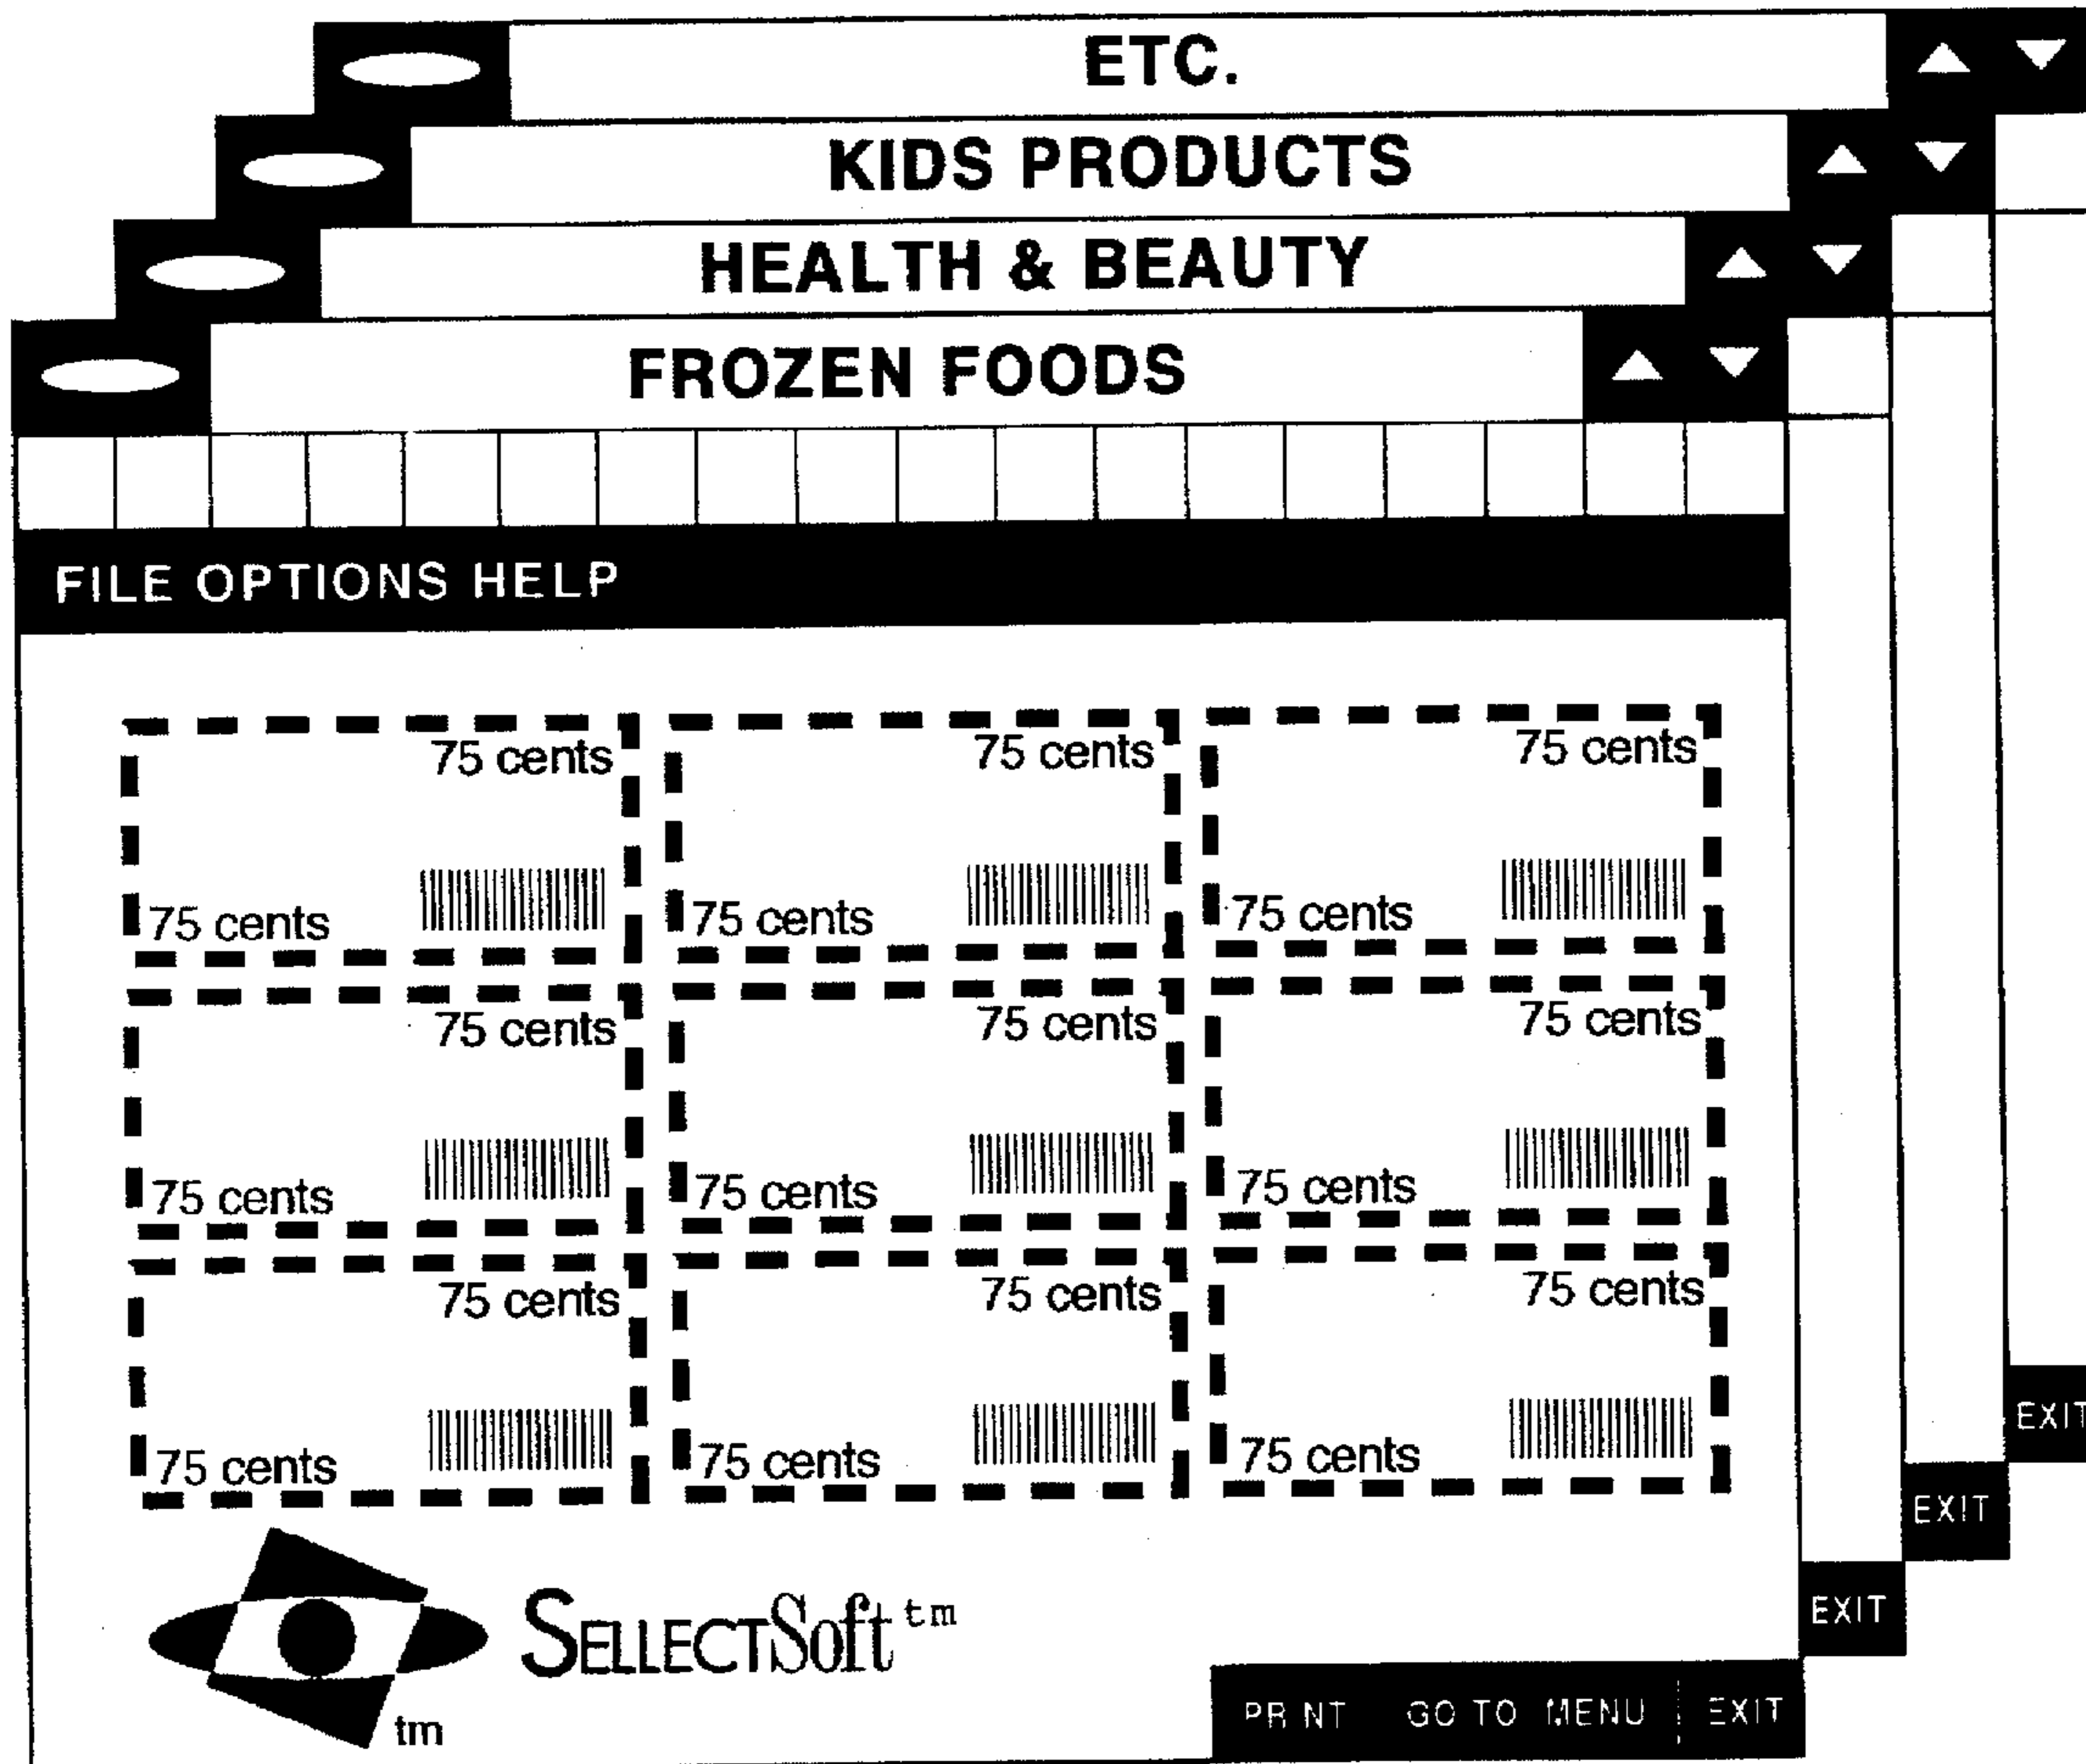 ETC.
KIDS PRODUCTS
HEALTH & BEAUTY
FROZEN FOODS
FILE OPTIONS HELP
75 cents 75 cents 75 cents
75 cents 75 cents 75 cents
75 cents 75 cents 75 cents
75 cents 75 cents 75 cents
75 cents 75 cents 75 cents
75 cents 75 cents 75 cents
EXIT
EXIT
EXIT
SELLECTSoft tm
tm
PRINT GO TO MENU EXIT